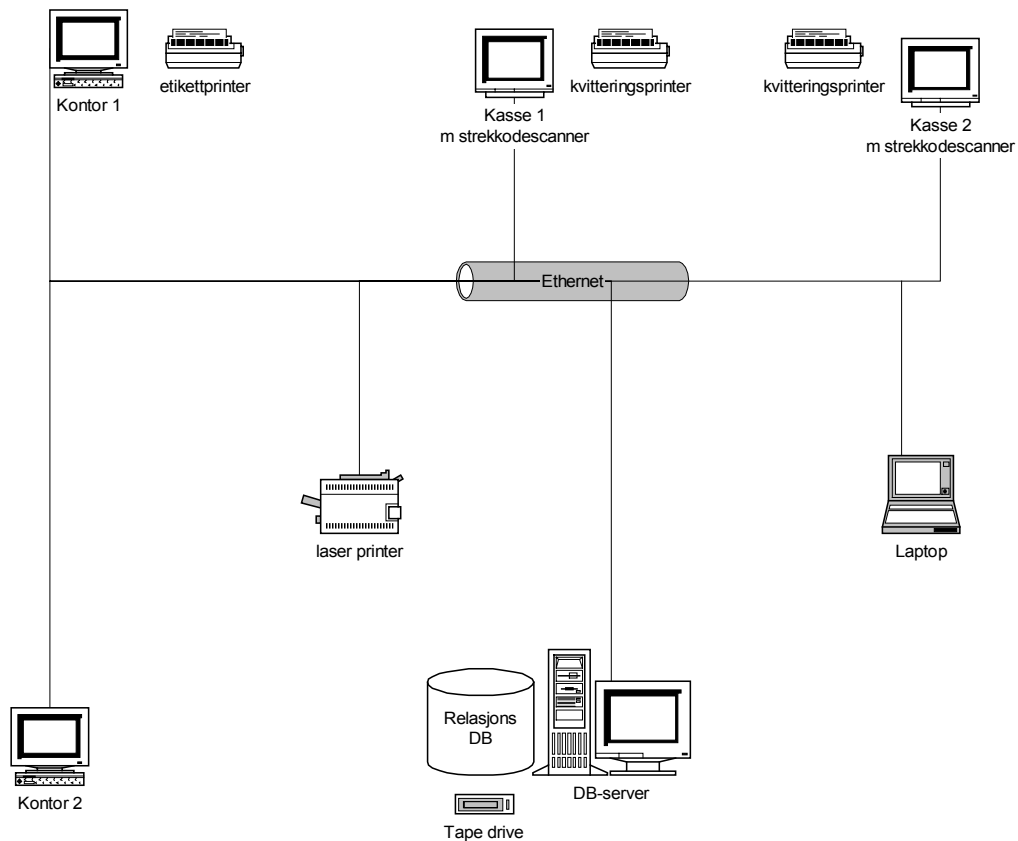 Kontor 1
etikettprinter
Kasse 1
m strekkodescanner
kvitteringsprinter
kvitteringsprinter
Kasse 2
m strekkodescanner
Ethernet
laser printer
Laptop
Relasjons
DB
Kontor 2
DB-server
Tape drive